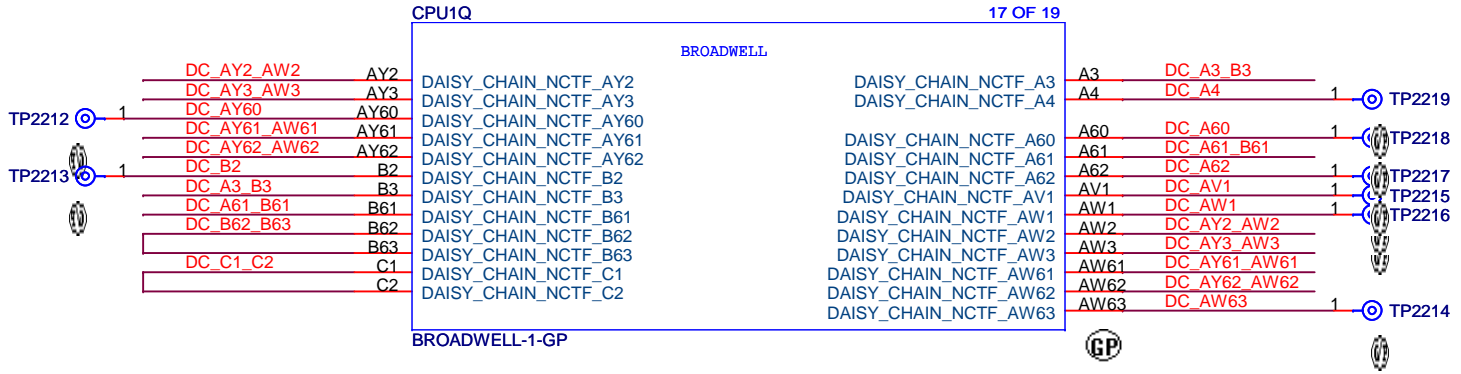 CPU1Q 17 OF 19
BROADWELL
DC_AY2_AW2 AY2 DAISY_CHAIN_NCTF_AY2
DC_AY3_AW3 AY3 DAISY_CHAIN_NCTF_AY3
TP2212 1 DC_AY60 AY60 DAISY_CHAIN_NCTF_AY60
DC_AY61_AW61 AY61 DAISY_CHAIN_NCTF_AY61
DC_AY62_AW62 AY62 DAISY_CHAIN_NCTF_AY62
TP2213 1 DC_B2 B2 DAISY_CHAIN_NCTF_B2
DC_A3_B3 B3 DAISY_CHAIN_NCTF_B3
DC_A61_B61 B61 DAISY_CHAIN_NCTF_B61
DC_B62_B63 B62 DAISY_CHAIN_NCTF_B62
B63 DAISY_CHAIN_NCTF_B63
DC_C1_C2 C1 DAISY_CHAIN_NCTF_C1
C2 DAISY_CHAIN_NCTF_C2
DAISY_CHAIN_NCTF_A3 A3 DC_A3_B3
DAISY_CHAIN_NCTF_A4 A4 DC_A4 1 TP2219
DAISY_CHAIN_NCTF_A60 A60 DC_A60 1 TP2218
DAISY_CHAIN_NCTF_A61 A61 DC_A61_B61
DAISY_CHAIN_NCTF_A62 A62 DC_A62 1 TP2217
DAISY_CHAIN_NCTF_AV1 AV1 DC_AV1 1 TP2215
DAISY_CHAIN_NCTF_AW1 AW1 DC_AW1 1 TP2216
DAISY_CHAIN_NCTF_AW2 AW2 DC_AY2_AW2
DAISY_CHAIN_NCTF_AW3 AW3 DC_AY3_AW3
DAISY_CHAIN_NCTF_AW61 AW61 DC_AY61_AW61
DAISY_CHAIN_NCTF_AW62 AW62 DC_AY62_AW62
DAISY_CHAIN_NCTF_AW63 AW63 DC_AW63 1 TP2214
BROADWELL-1-GP
GP